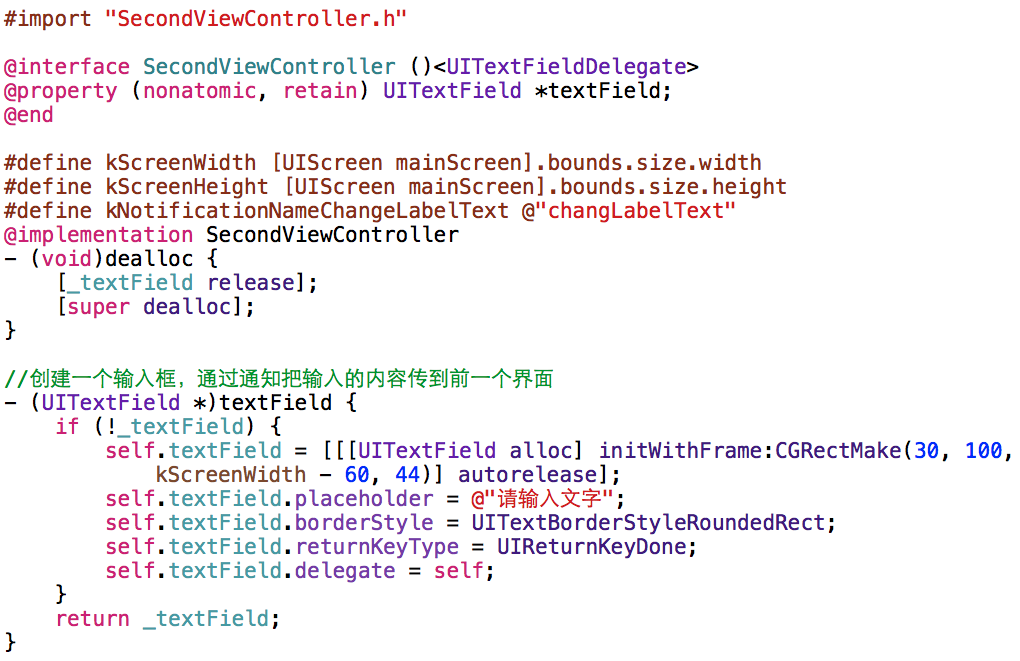 #import "SecondViewController.h"
@interface SecondViewController ()<UITextFieldDelegate>
@property (nonatomic, retain) UITextField *textField;
@end
#define kScreenWidth [UIScreen mainScreen].bounds.size.width
#define kScreenHeight [UIScreen mainScreen].bounds.size.height
#define kNotificationNameChangeLabelText @"changLabelText"
@implementation SecondViewController
- (void)dealloc {
    [_textField release];
    [super dealloc];
}
//创建一个输入框，通过通知把输入的内容传到前一个界面
- (UITextField *)textField {
    if (!_textField) {
        self.textField = [[[UITextField alloc] initWithFrame:CGRectMake(30, 100,
            kScreenWidth - 60, 44)] autorelease];
        self.textField.placeholder = @"请输入文字";
        self.textField.borderStyle = UITextBorderStyleRoundedRect;
        self.textField.returnKeyType = UIReturnKeyDone;
        self.textField.delegate = self;
    }
    return _textField;
}